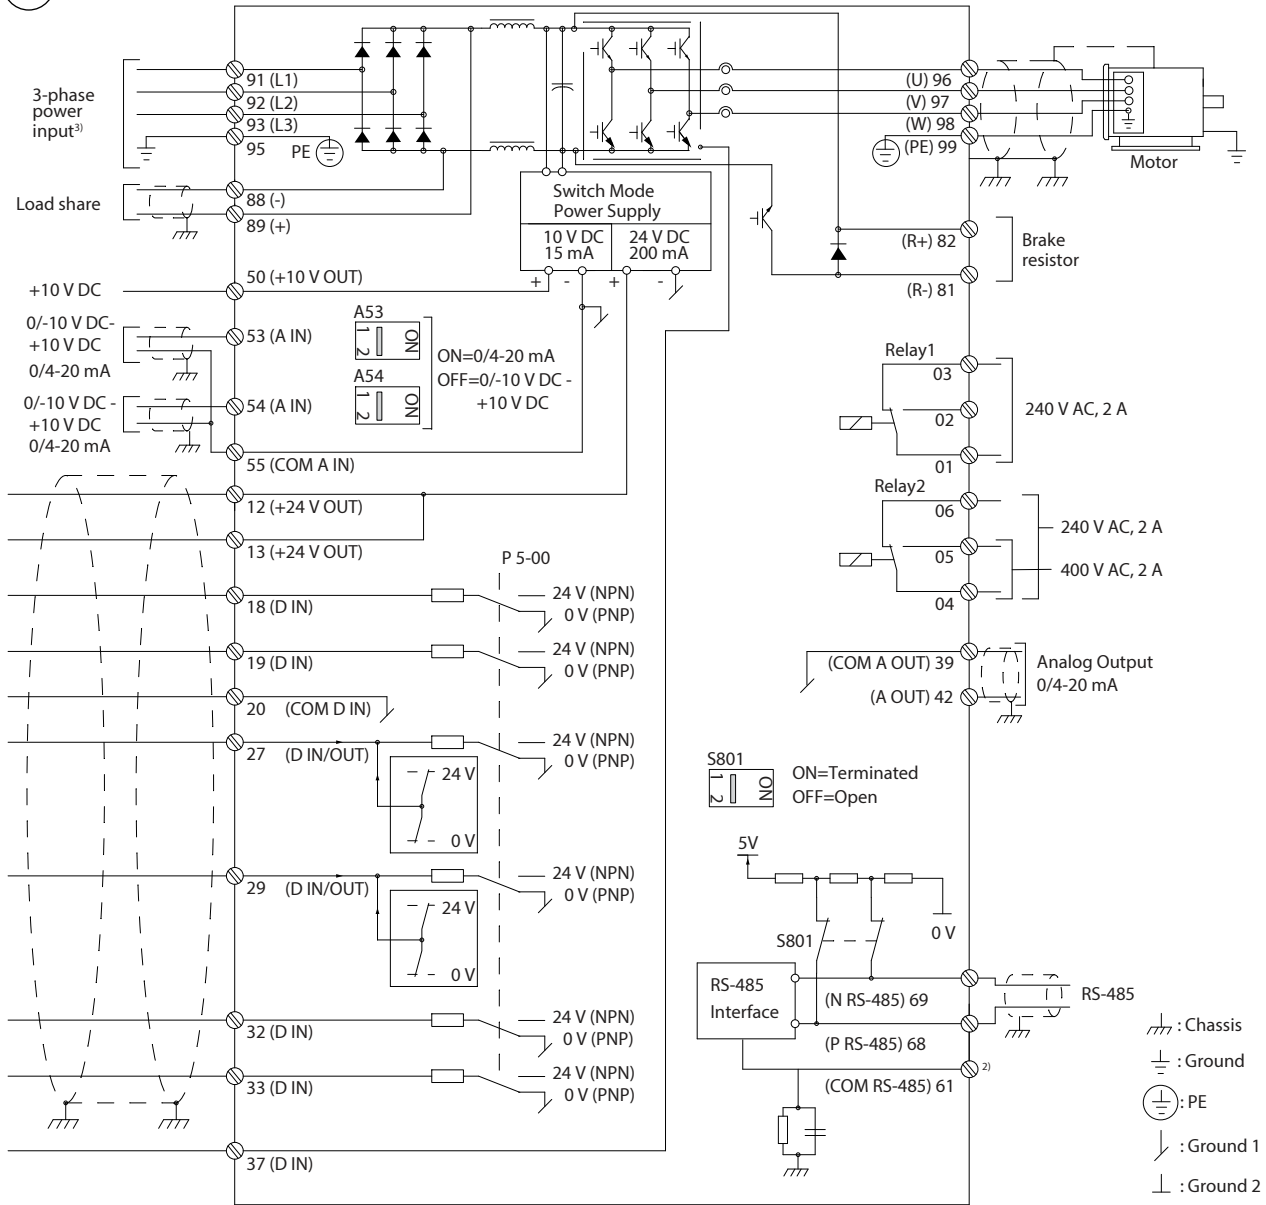 3-phase
power
input3)
91 (L1)
92 (L2)
93 (L3)
95
PE
Load share
88 (-)
89 (+)
Switch Mode
Power Supply
10 V DC
15 mA
24 V DC
200 mA
+ - + -
(U) 96
(V) 97
(W) 98
(PE) 99
Motor
(R+) 82
(R-) 81
Brake
resistor
+10 V DC
50 (+10 V OUT)
0/-10 V DC-
+10 V DC
0/4-20 mA
53 (A IN)
0/-10 V DC -
+10 V DC
0/4-20 mA
54 (A IN)
55 (COM A IN)
A53
1 2
ON
A54
1 2
ON
ON=0/4-20 mA
OFF=0/-10 V DC -
+10 V DC
Relay1
03
02
01
240 V AC, 2 A
Relay2
06
05
04
240 V AC, 2 A
400 V AC, 2 A
12 (+24 V OUT)
13 (+24 V OUT)
P 5-00
18 (D IN)
24 V (NPN)
0 V (PNP)
19 (D IN)
24 V (NPN)
0 V (PNP)
20 (COM D IN)
27 (D IN/OUT)
24 V (NPN)
0 V (PNP)
24 V
0 V
29 (D IN/OUT)
24 V (NPN)
0 V (PNP)
24 V
0 V
32 (D IN)
24 V (NPN)
0 V (PNP)
33 (D IN)
24 V (NPN)
0 V (PNP)
37 (D IN)
(COM A OUT) 39
(A OUT) 42
Analog Output
0/4-20 mA
S801
1 2
ON
ON=Terminated
OFF=Open
5V
0 V
S801
RS-485
Interface
(N RS-485) 69
(P RS-485) 68
(COM RS-485) 61
2)
RS-485
: Chassis
: Ground
: PE
: Ground 1
: Ground 2